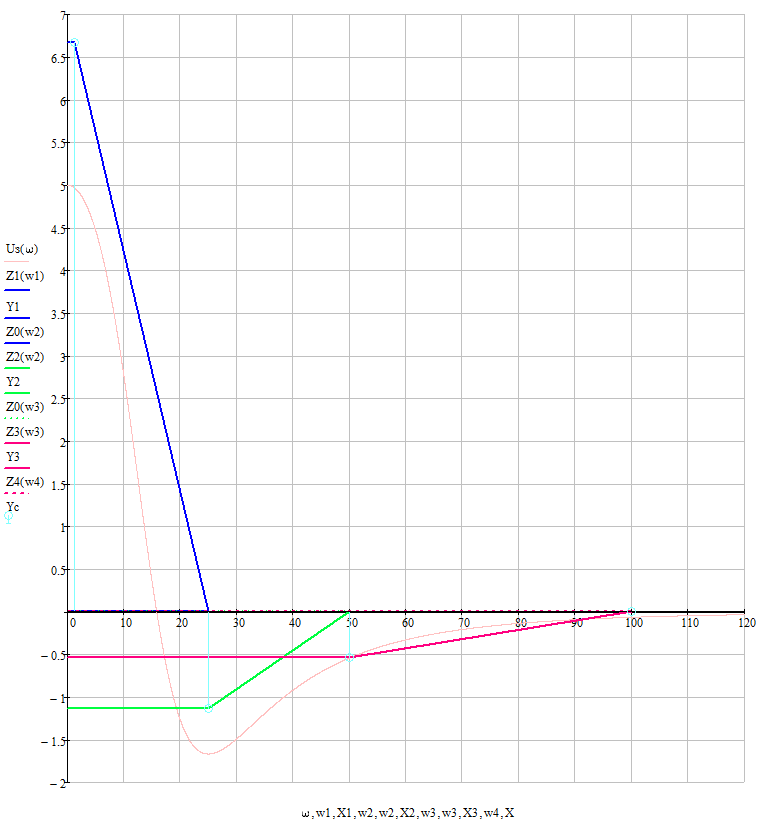 7
6.5
6
5.5
5
4.5
4
3.5
3
2.5
2
1.5
1
0.5
− 0.5
− 1
− 1.5
− 2
Us(ω)
Z1(w1)
Y1
Z0(w2)
Z2(w2)
Y2
Z0(w3)
Z3(w3)
Y3
Z4(w4)
Yc
0 10 20 30 40 50 60 70 80 90 100 110 120
ω,w1,X1,w2,w2,X2,w3,w3,X3,w4,X